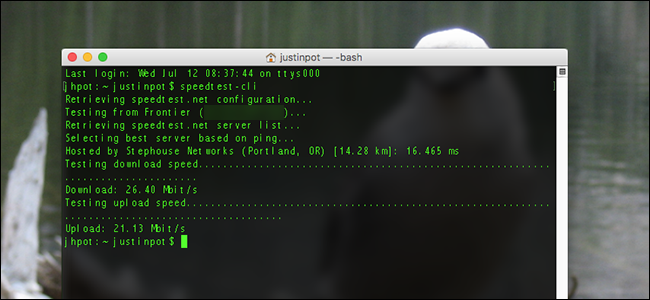 justinpot — -bash
Last login: Wed Jul 12 08:37:44 on ttys000
[jhpot:~ justinpot$ speedtest-cli ]
Retrieving speedtest.net configuration...
Testing from Frontier ( )...
Retrieving speedtest.net server list...
Selecting best server based on ping...
Hosted by Stephouse Networks (Portland, OR) [14.28 km]: 16.465 ms
Testing download speed......................................................
......................
Download: 26.40 Mbit/s
Testing upload speed........................................................
....................................
Upload: 21.13 Mbit/s
jhpot:~ justinpot$